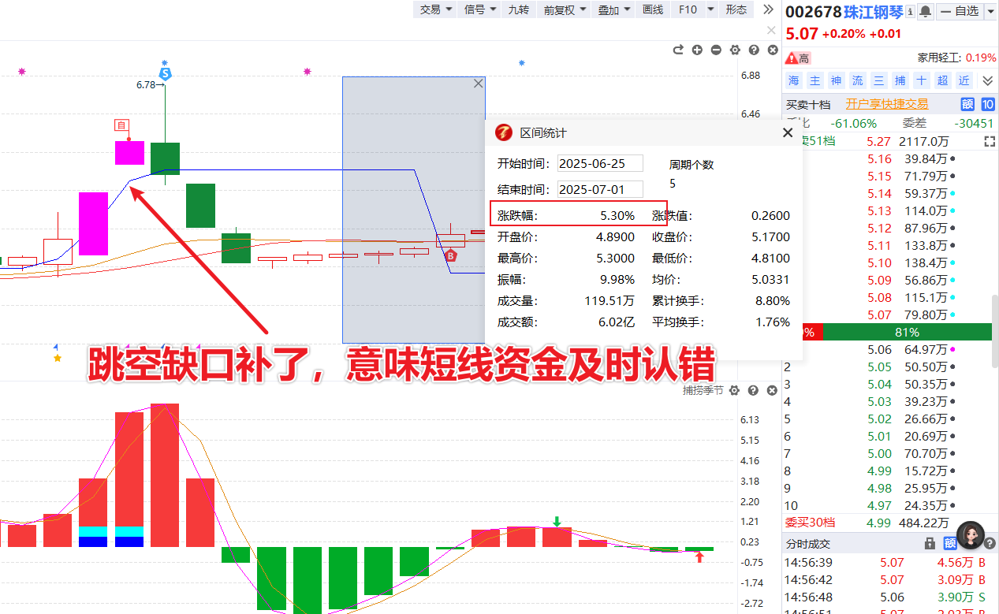 交易 信号 九转 前复权 叠加 画线 F10 形态
6.78
S
自
B
6.88
6.46
区间统计
开始时间: 2025-06-25 周期个数
结束时间: 2025-07-01 5
涨跌幅: 5.30% 涨跌值: 0.2600
开盘价: 4.8900 收盘价: 5.1700
最高价: 5.3000 最低价: 4.8100
振幅: 9.98% 均价: 5.0331
成交量: 119.51万 累计换手: 8.80%
成交额: 6.02亿 平均换手: 1.76%
跳空缺口补了，意味短线资金及时认错
捕捞季节
6.13
5.15
4.16
3.18
2.20
1.21
0.23
-0.75
-1.74
-2.72
002678 珠江钢琴 自选
5.07 +0.20% +0.01
高 家用轻工: 0.19%
海 主 神 流 三 捕 十 超 近
买卖十档 开户享快捷交易 额 10
-61.06% 委差 -30451
卖51档 5.27 2117.0万
5.16 39.84万
5.15 71.79万
5.14 59.37万
5.13 114.0万
5.12 87.96万
5.11 133.8万
5.10 138.4万
5.09 56.86万
5.08 115.1万
5.07 79.80万
81%
5.06 64.97万
2 5.05 50.50万
3 5.04 50.35万
4 5.03 39.23万
5 5.02 26.66万
6 5.01 20.69万
7 5.00 70.70万
8 4.99 15.72万
9 4.98 25.95万
10 4.97 24.35万
委买30档 4.99 484.22万
分时成交 额
14:56:39 5.07 4.56万 B
14:56:42 5.07 3.09万 B
14:56:48 5.06 3.90万 S